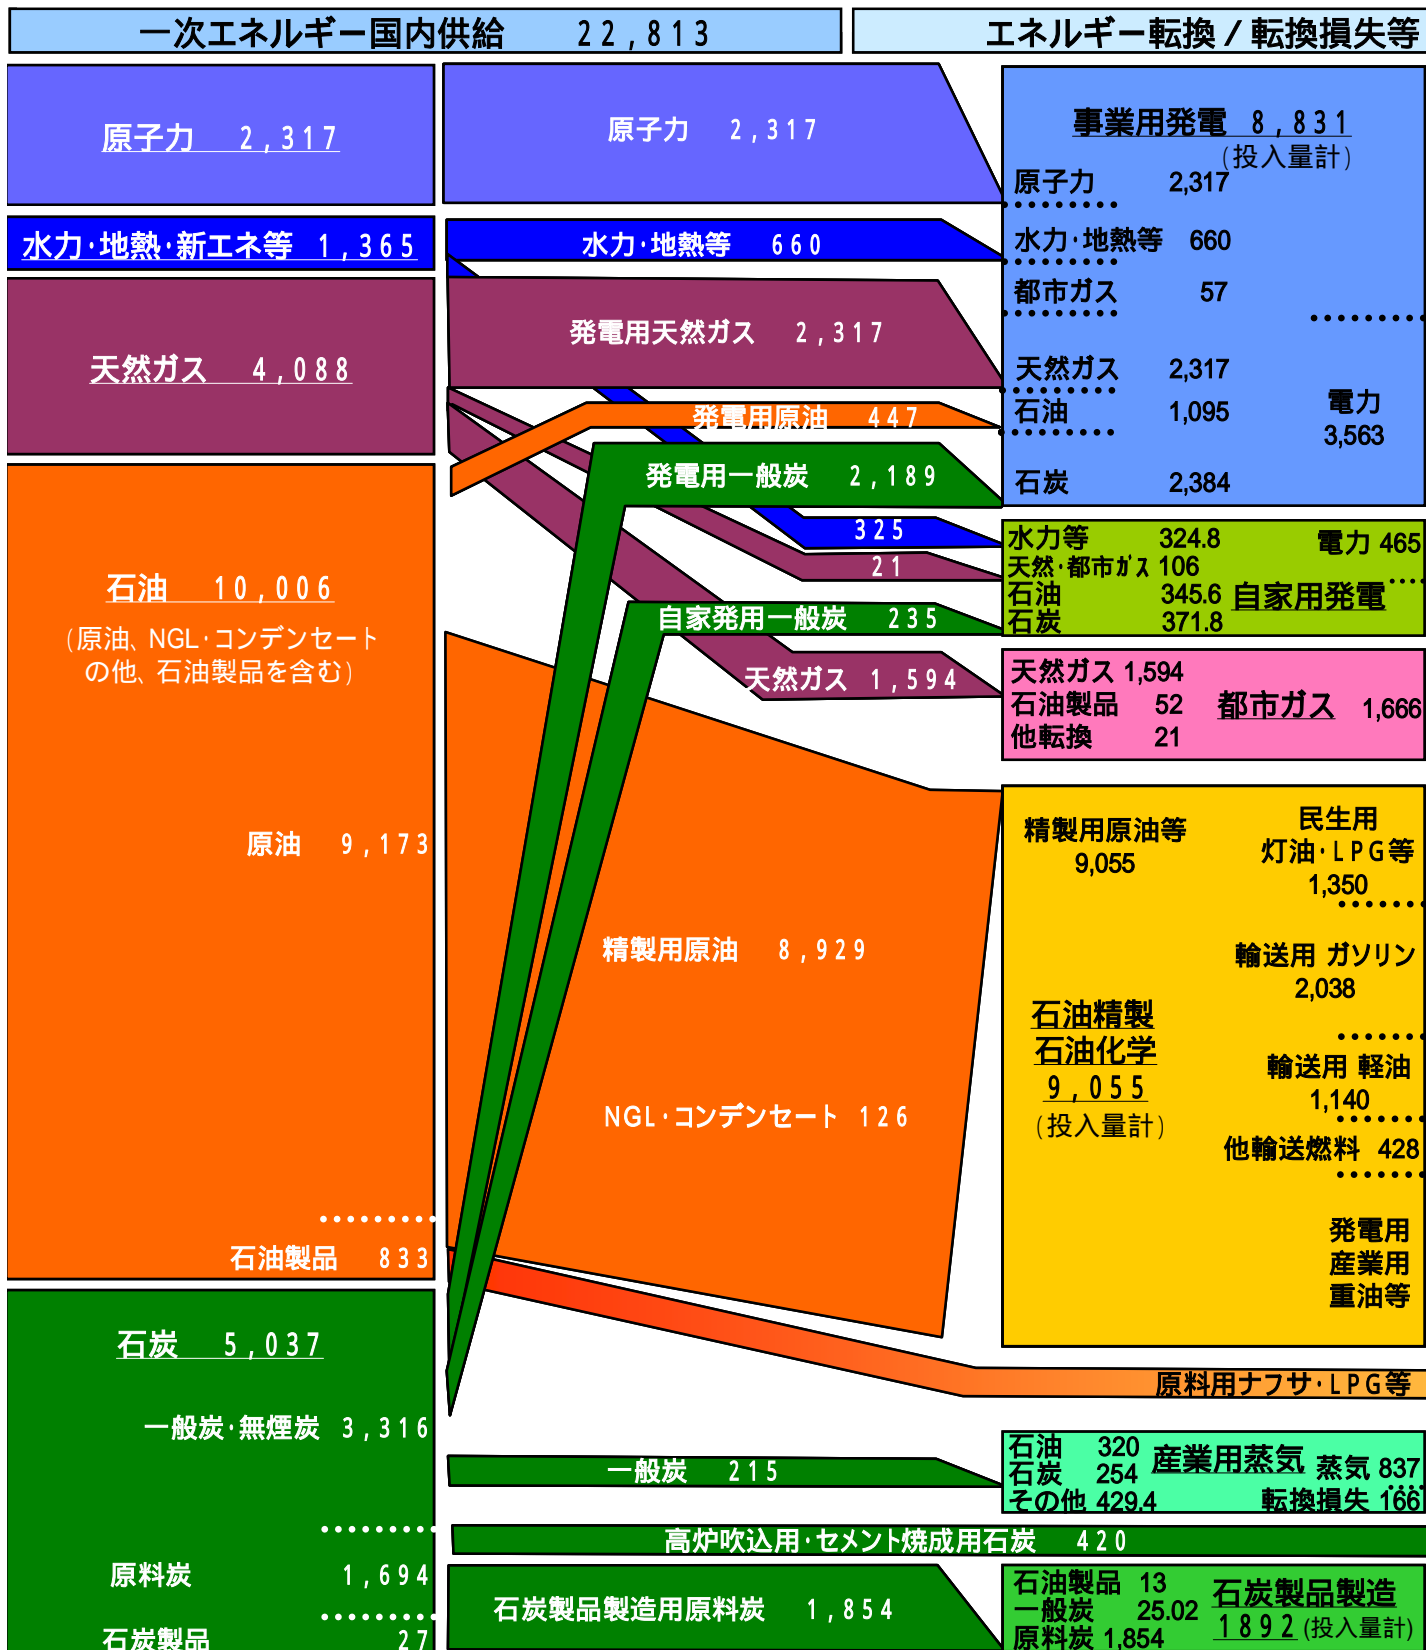 一次エネルギー国内供給 22,813
エネルギー転換/転換損失等
原子力 2,317
水力・地熱・新エネ等 1,365
天然ガス 4,088
石油 10,006
(原油、NGL・コンデンセート
の他、石油製品を含む)
原油 9,173
石油製品 833
石炭 5,037
一般炭・無煙炭 3,316
原料炭 1,694
石炭製品 27
原子力 2,317
水力・地熱等 660
発電用天然ガス 2,317
発電用原油 447
発電用一般炭 2,189
325
21
自家発用一般炭 235
天然ガス 1,594
精製用原油 8,929
NGL・コンデンセート 126
原料用ナフサ・LPG等
一般炭 215
高炉吹込用・セメント焼成用石炭 420
石炭製品製造用原料炭 1,854
事業用発電 8,831
(投入量計)
原子力 2,317
水力・地熱等 660
都市ガス 57
天然ガス 2,317
石油 1,095
石炭 2,384
電力
3,563
水力等 324.8
天然・都市ガス 106
石油 345.6
石炭 371.8
電力 465
自家用発電
天然ガス 1,594
石油製品 52
他転換 21
都市ガス 1,666
精製用原油等
9,055
石油精製
石油化学
9,055
(投入量計)
民生用
灯油・LPG等
1,350
輸送用 ガソリン
2,038
輸送用 軽油
1,140
他輸送燃料 428
発電用
産業用
重油等
石油 320
石炭 254
その他 429.4
産業用蒸気
蒸気 837
転換損失 166
石油製品 13
一般炭 25.02
原料炭 1,854
石炭製品製造
1892 (投入量計)